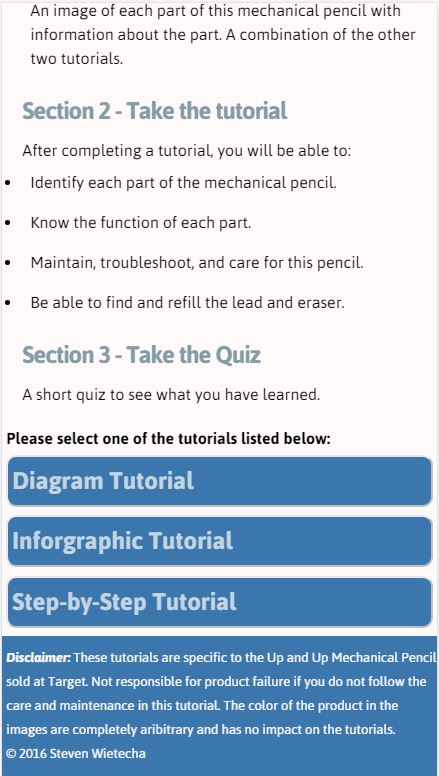 An image of each part of this mechanical pencil with
information about the part. A combination of the other
two tutorials.
Section 2 - Take the tutorial
After completing a tutorial, you will be able to:
• Identify each part of the mechanical pencil.
• Know the function of each part.
• Maintain, troubleshoot, and care for this pencil.
• Be able to find and refill the lead and eraser.
Section 3 - Take the Quiz
A short quiz to see what you have learned.
Please select one of the tutorials listed below:
Diagram Tutorial
Inforgraphic Tutorial
Step-by-Step Tutorial
Disclaimer: These tutorials are specific to the Up and Up Mechanical Pencil
sold at Target. Not responsible for product failure if you do not follow the
care and maintenance in this tutorial. The color of the product in the
images are completely aribitrary and has no impact on the tutorials.
© 2016 Steven Wietecha